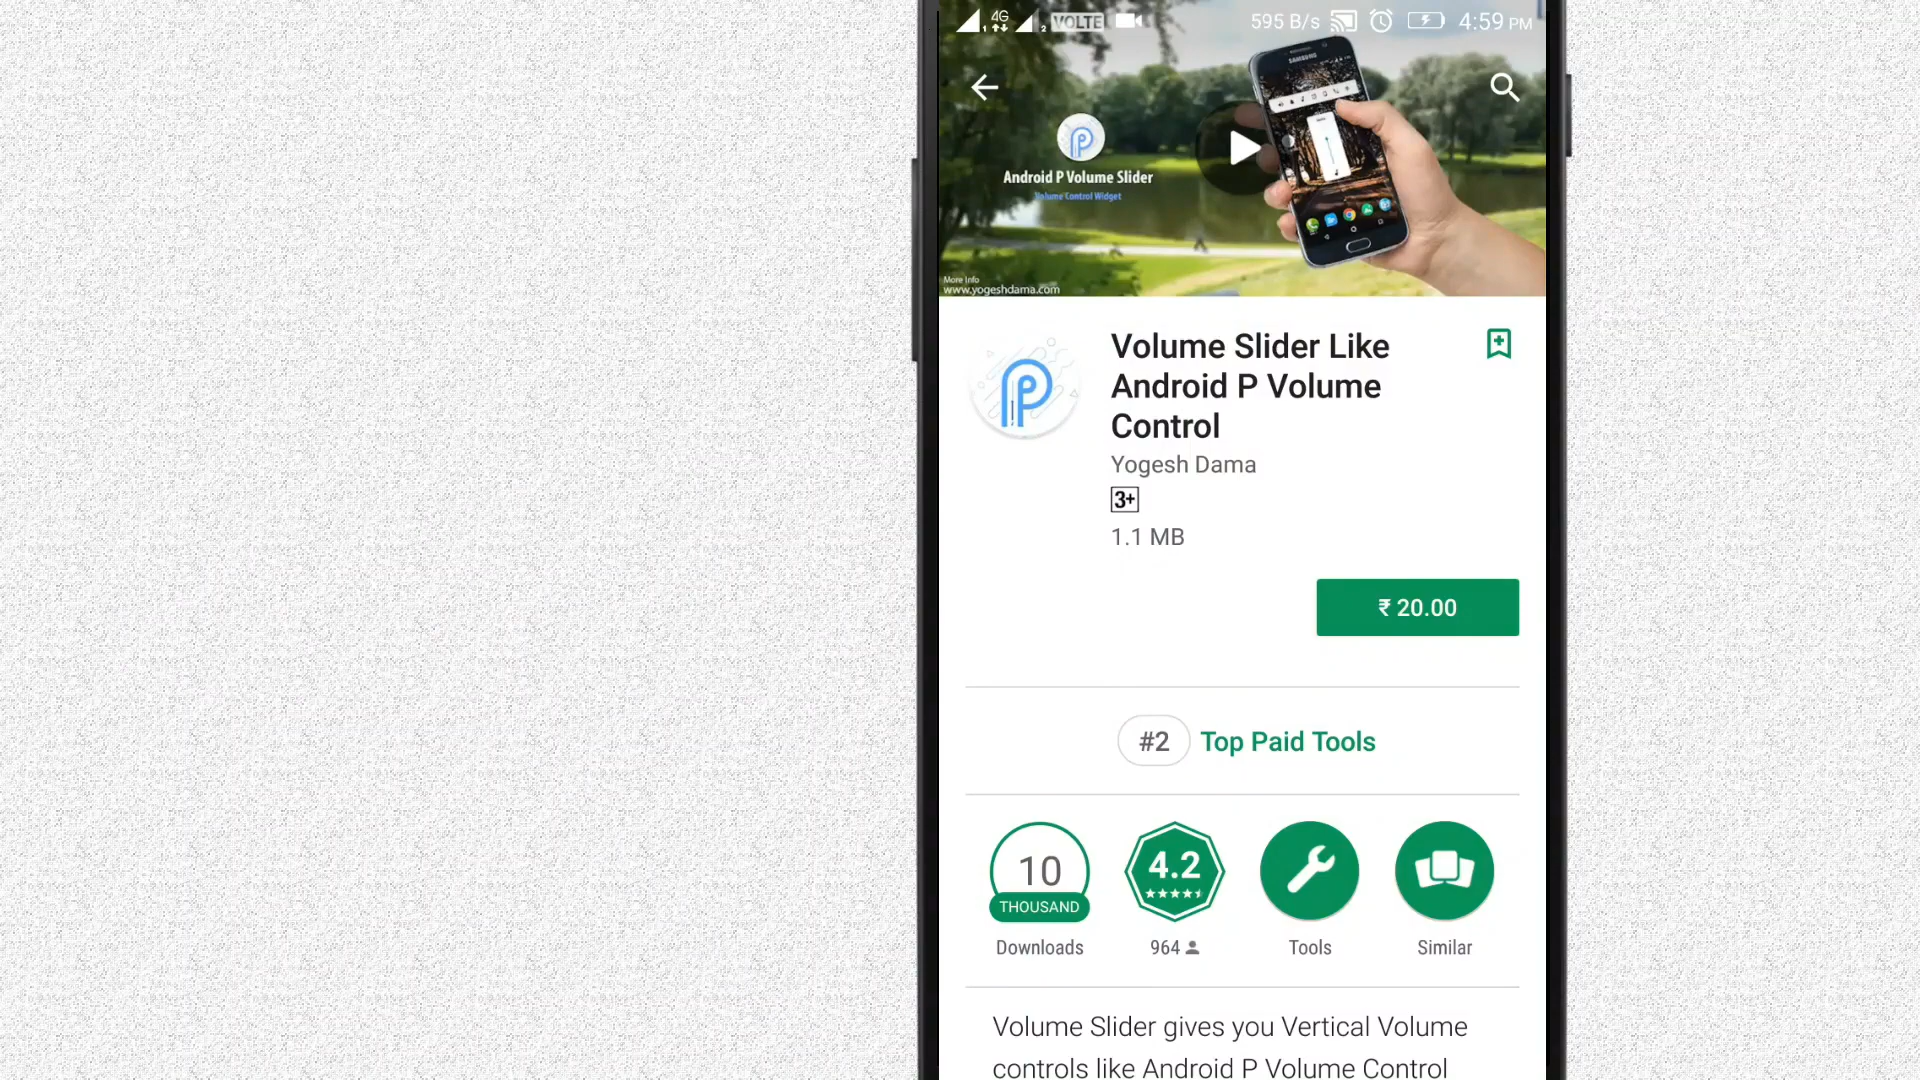 4G VOLTE 595 B/s 4:59 PM
SAMSUNG
Android P Volume Slider
Volume Control Widget
More Info
www.yogeshdama.com
Volume Slider Like
Android P Volume
Control
Yogesh Dama
3+
1.1 MB
₹ 20.00
#2 Top Paid Tools
10
THOUSAND
4.2
Downloads 964 Tools Similar
Volume Slider gives you Vertical Volume
controls like Android P Volume Control